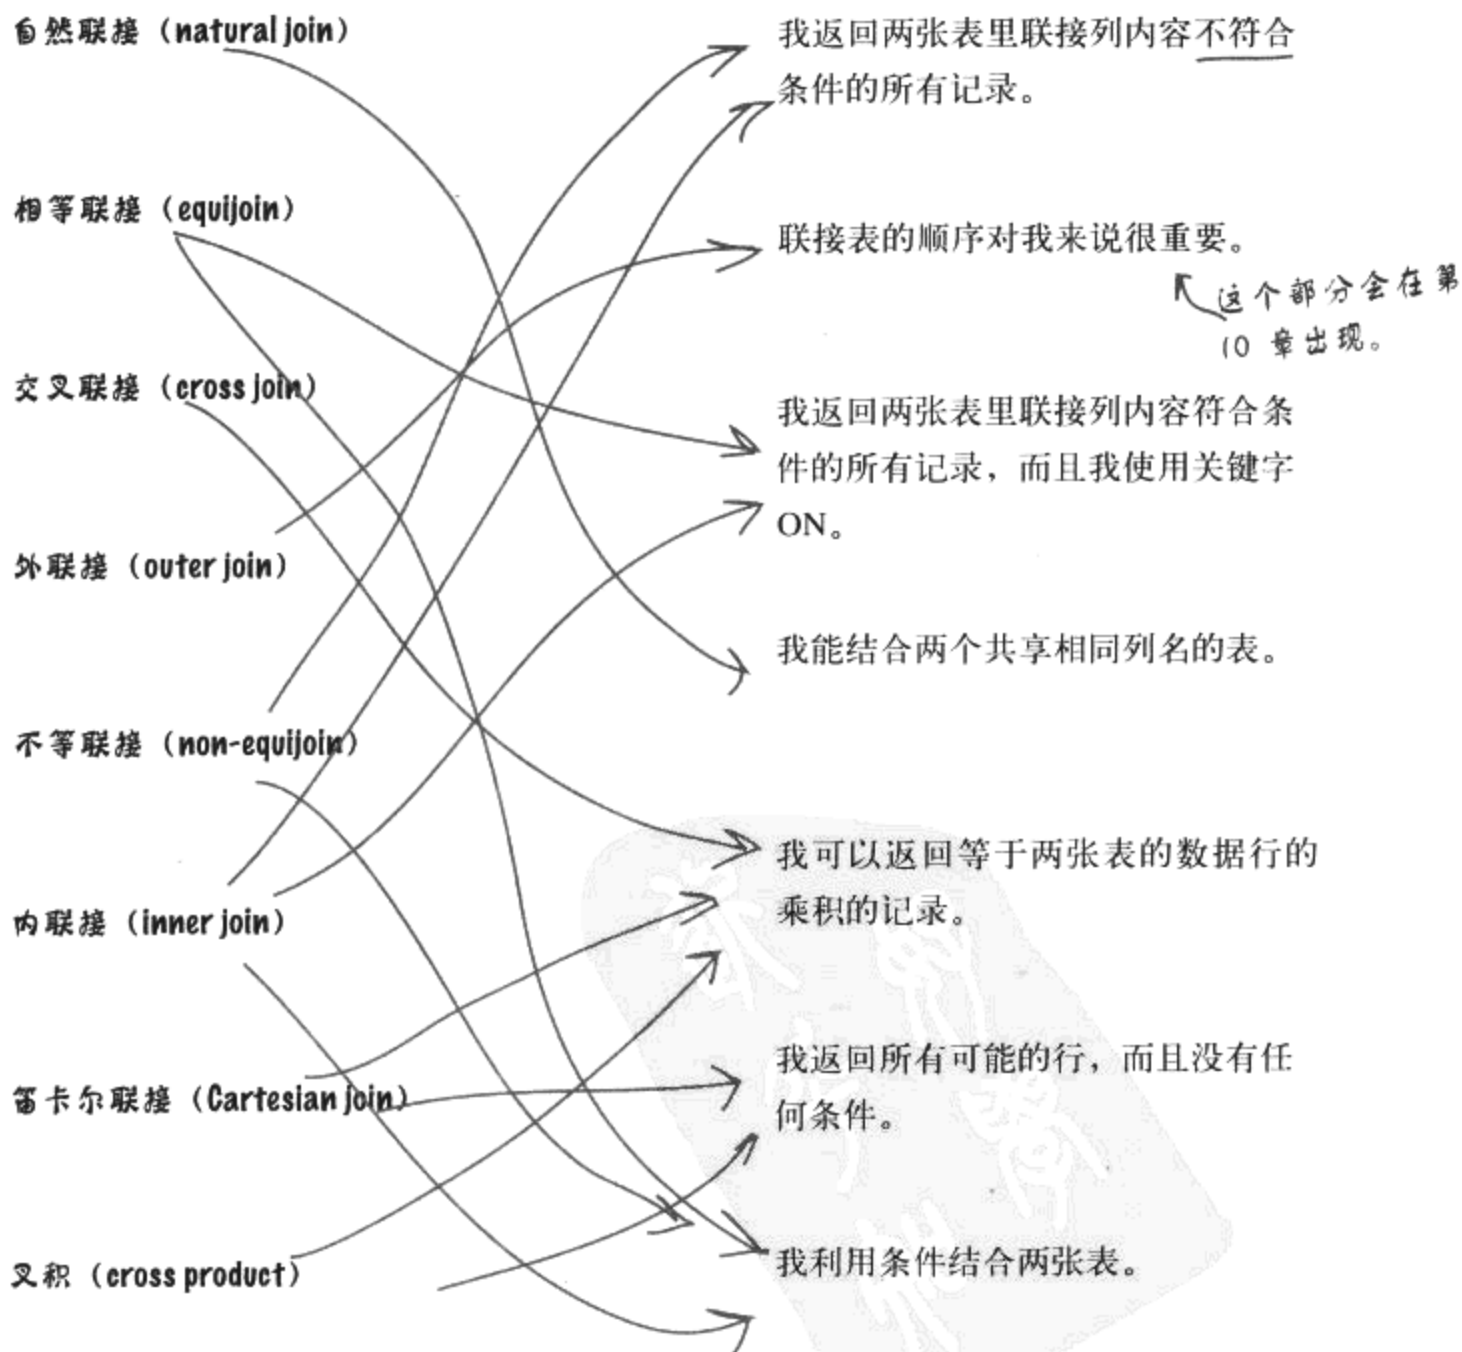 自然联接（natural join）
我返回两张表里联接列内容不符合
条件的所有记录。
相等联接（equijoin）
联接表的顺序对我来说很重要。
这个部分会在第
10 章出现。
交叉联接（cross join）
我返回两张表里联接列内容符合条
件的所有记录，而且我使用关键字
ON。
外联接（outer join）
我能结合两个共享相同列名的表。
不等联接（non-equijoin）
我可以返回等于两张表的数据行的
乘积的记录。
内联接（inner join）
我返回所有可能的行，而且没有任
何条件。
笛卡尔联接（Cartesian join）
我利用条件结合两张表。
叉积（cross product）